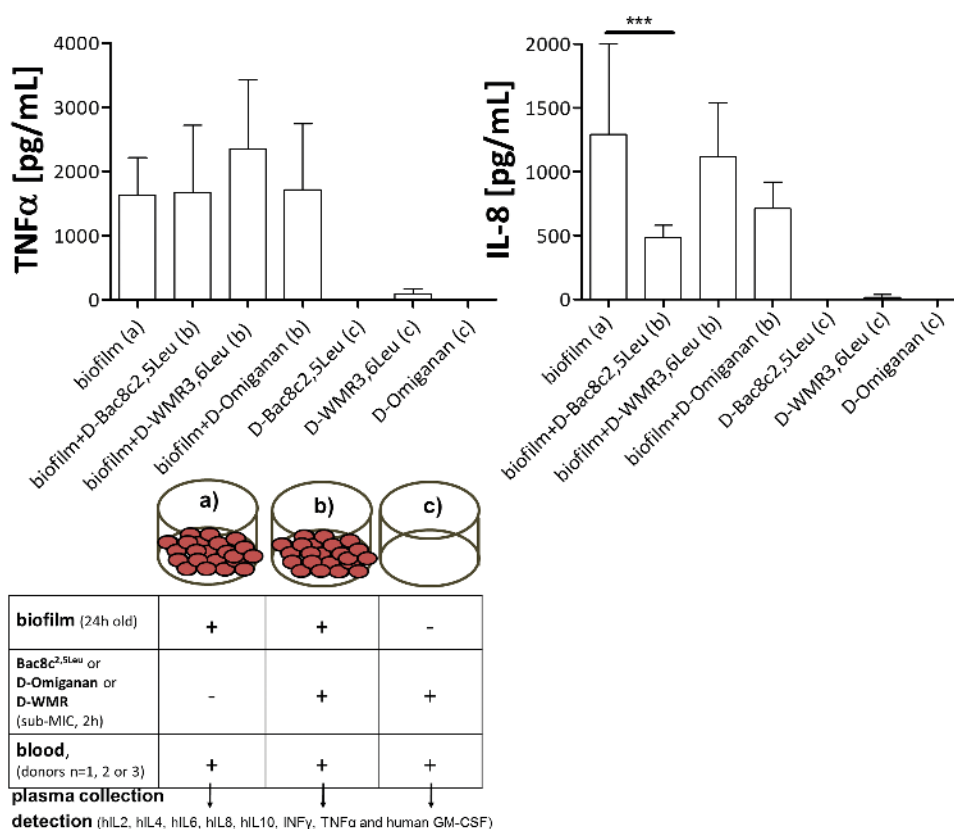 TNFα [pg/mL]
4000
3000
2000
1000
0
biofilm (a)
biofilm+D-Bac8c2,5Leu (b)
biofilm+D-WMR3,6Leu (b)
biofilm+D-Omiganan (b)
D-Bac8c2,5Leu (c)
D-WMR3,6Leu (c)
D-Omiganan (c)
IL-8 [pg/mL]
2000
1500
1000
500
0
***
biofilm (a)
biofilm+D-Bac8c2,5Leu (b)
biofilm+D-WMR3,6Leu (b)
biofilm+D-Omiganan (b)
D-Bac8c2,5Leu (c)
D-WMR3,6Leu (c)
D-Omiganan (c)
a) b) c)
biofilm (24h old) + + -
Bac8c2,5Leu or
D-Omiganan or
D-WMR - + +
(sub-MIC, 2h)
blood,
(donors n=1, 2 or 3) + + +
plasma collection
detection (hIL2, hIL4, hIL6, hIL8, hIL10, INFγ, TNFα and human GM-CSF)